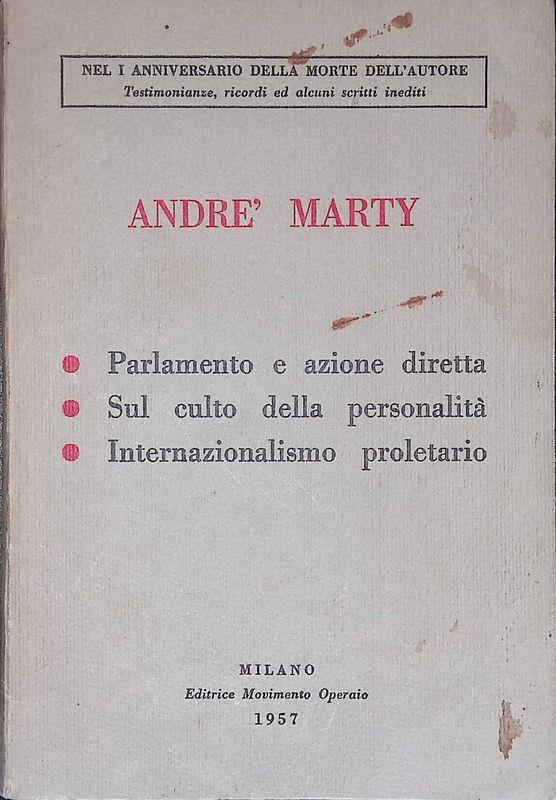 NEL I ANNIVERSARIO DELLA MORTE DELL'AUTORE
Testimonianze, ricordi ed alcuni scritti inediti
ANDRE' MARTY
Parlamento e azione diretta
Sul culto della personalità
Internazionalismo proletario
MILANO
Editrice Movimento Operaio
1957